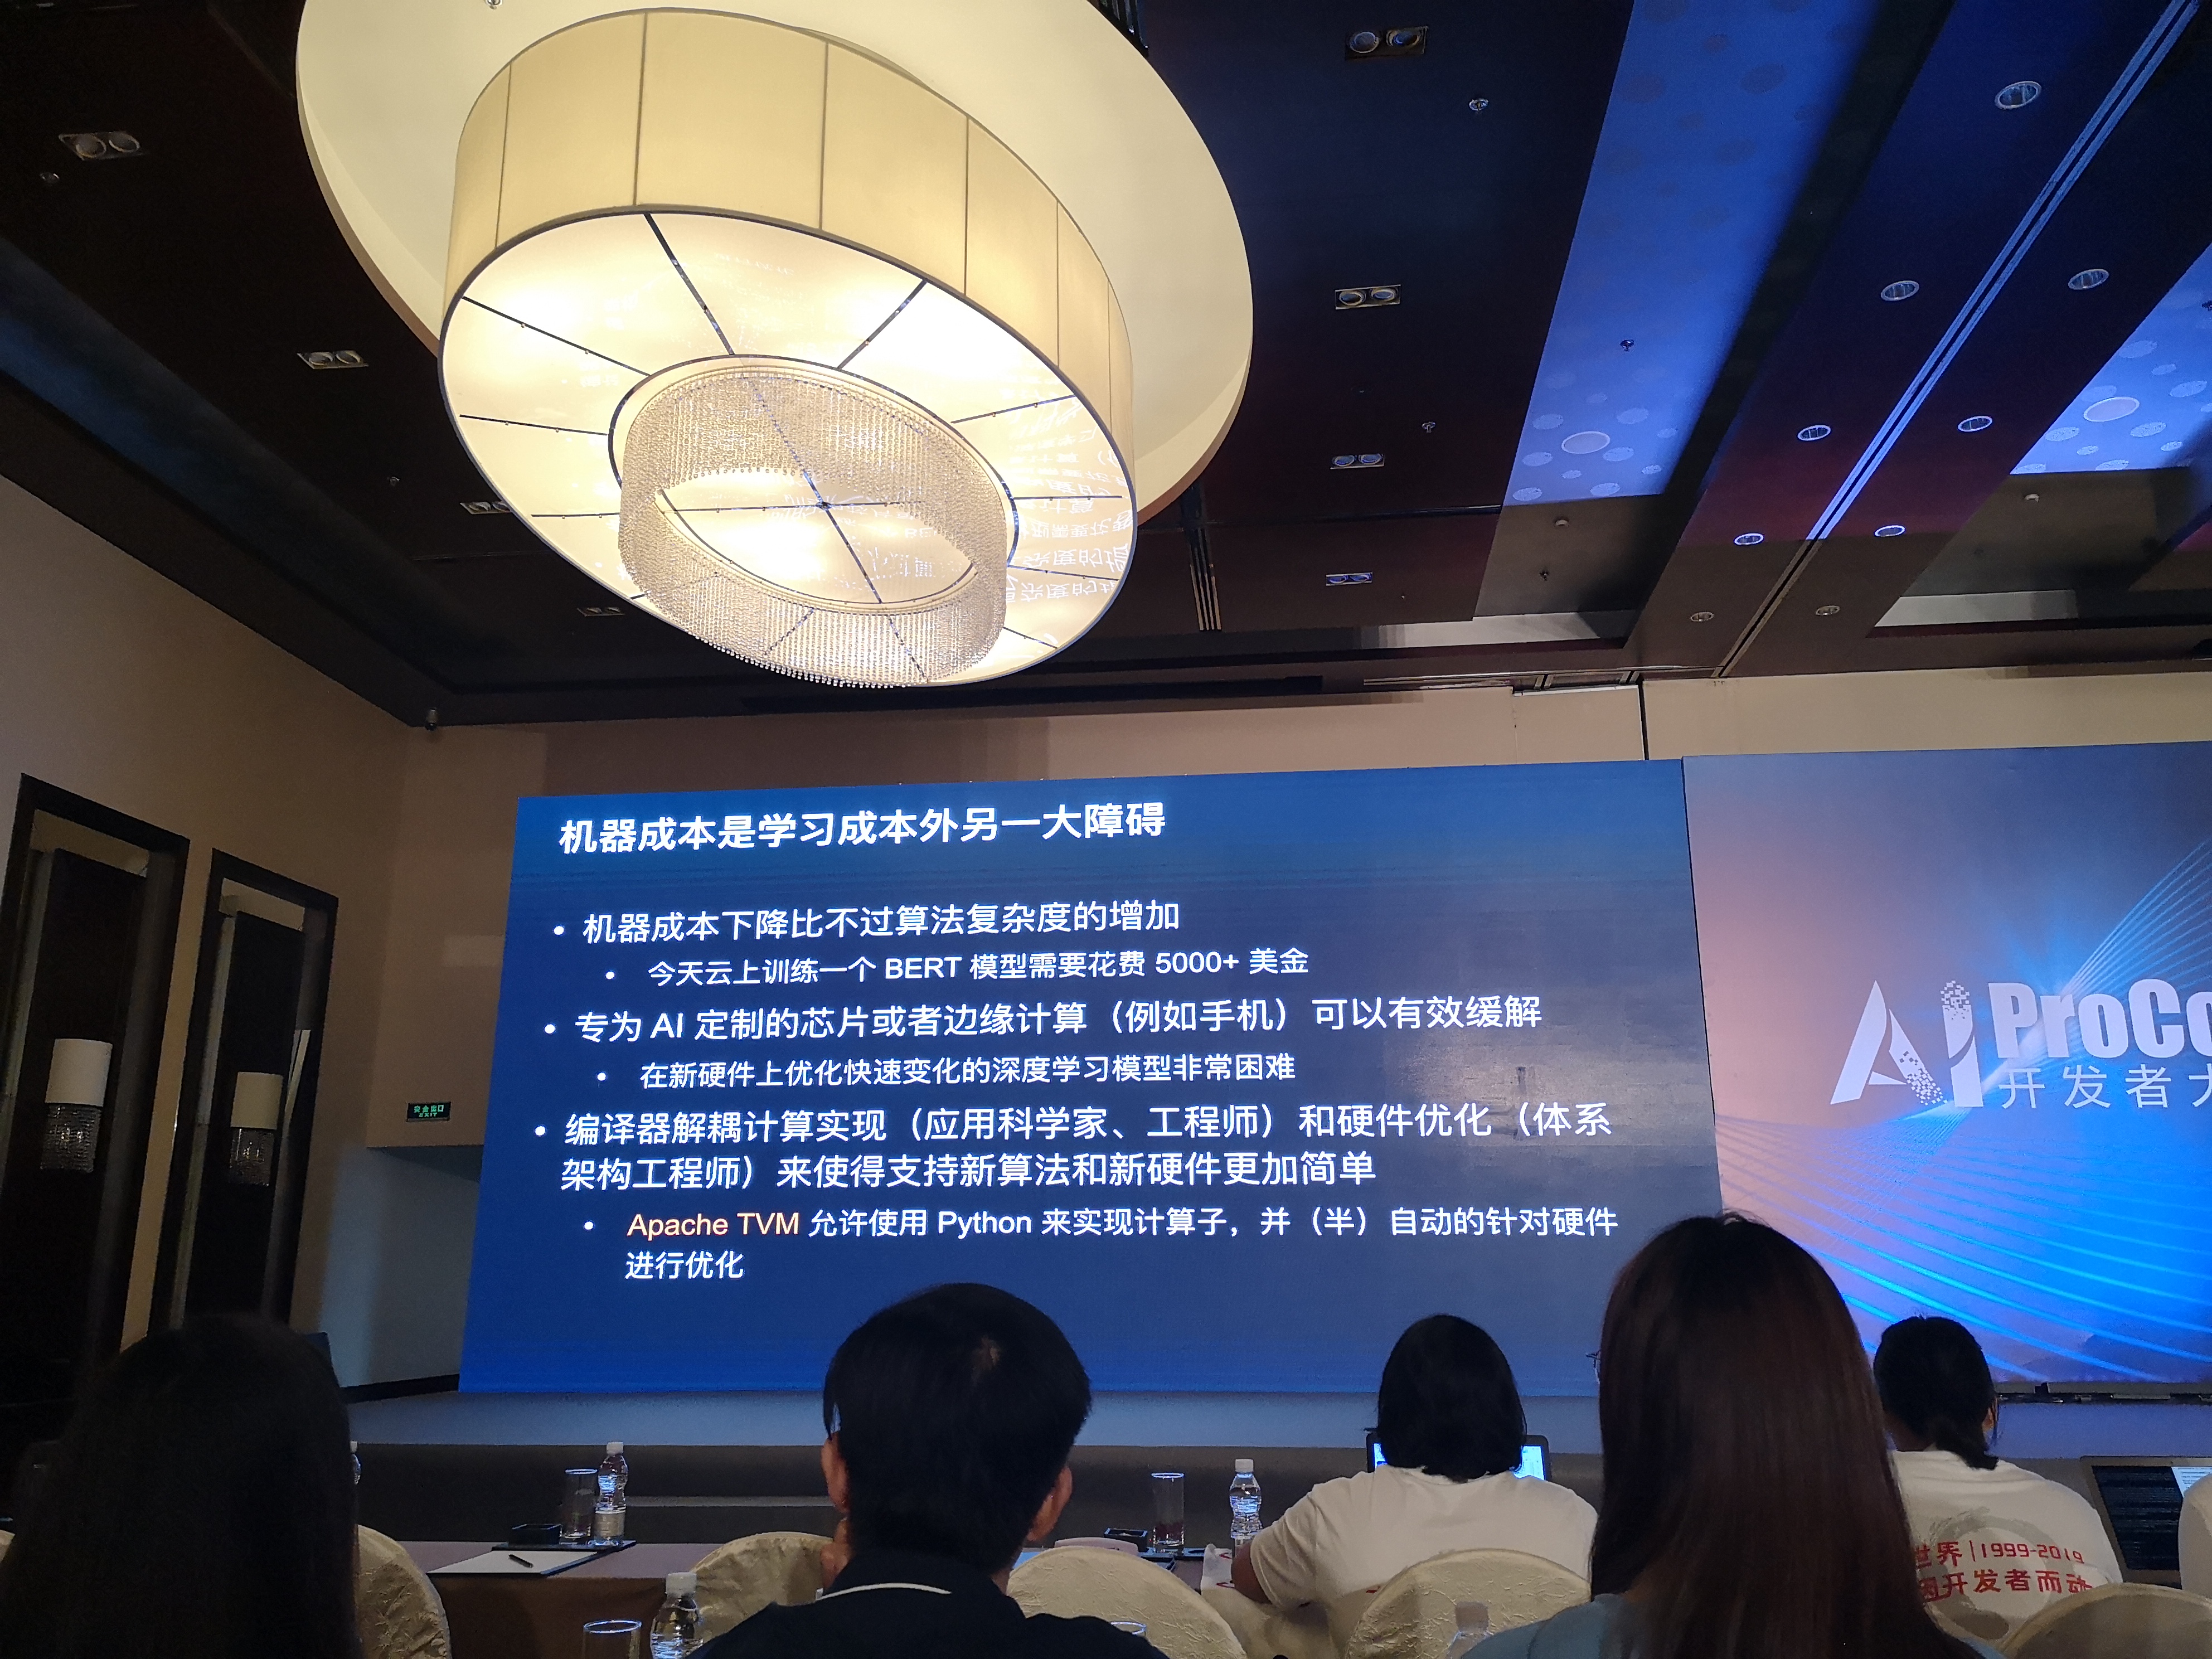 机器成本是学习成本外另一大障碍
• 机器成本下降比不过算法复杂度的增加
• 今天云上训练一个 BERT 模型需要花费 5000+ 美金
• 专为 AI 定制的芯片或者边缘计算（例如手机）可以有效缓解
• 在新硬件上优化快速变化的深度学习模型非常困难
• 编译器解耦计算实现（应用科学家、工程师）和硬件优化（体系
架构工程师）来使得支持新算法和新硬件更加简单
• Apache TVM 允许使用 Python 来实现计算子，并（半）自动的针对硬件
进行优化
AI ProCo
开发者大
安全出口
EXIT
世界 | 1999-2019
开发者而动